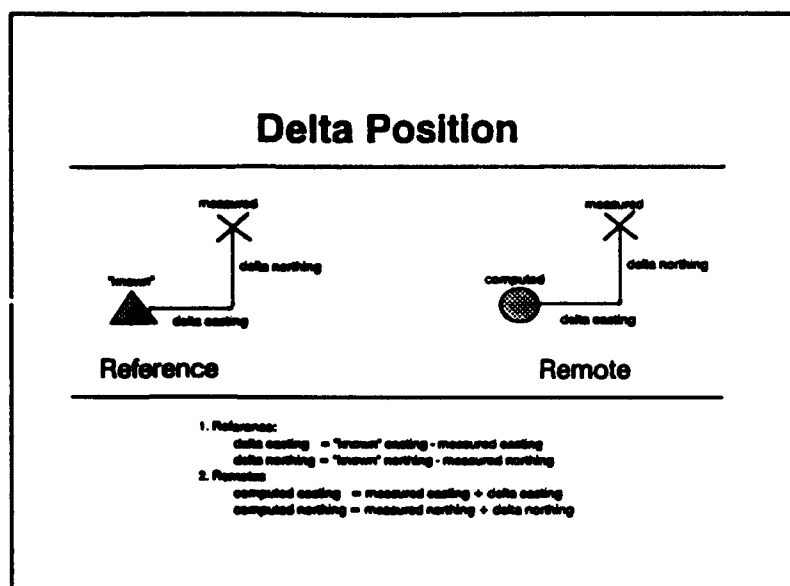 Delta Position
measured
measured
delta northing
delta northing
"known"
computed
delta easting
delta easting
Reference
Remote
1. Reference:
delta easting = "known" easting - measured easting
delta northing = "known" northing - measured northing
2. Remotes
computed easting = measured easting + delta easting
computed northing = measured northing + delta northing